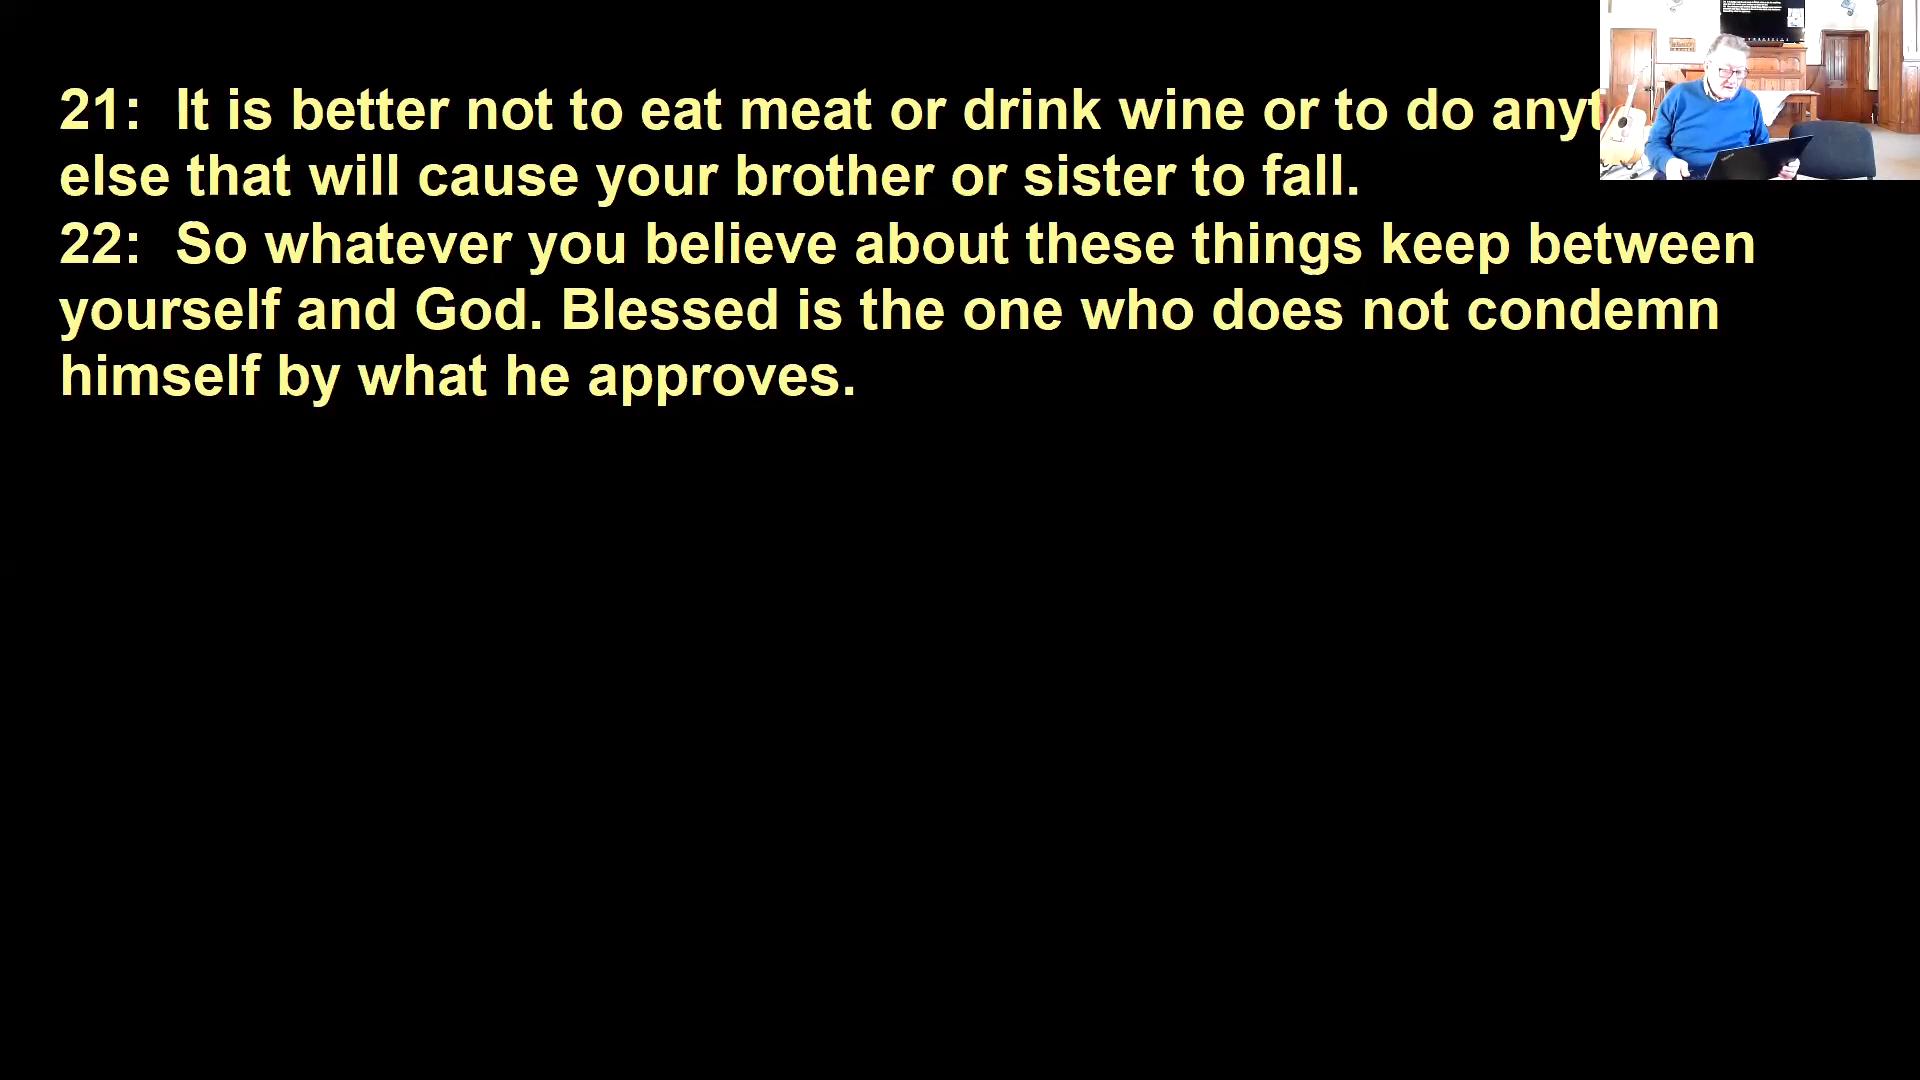 21:  It is better not to eat meat or drink wine or to do anyt
else that will cause your brother or sister to fall.
22:  So whatever you believe about these things keep between
yourself and God. Blessed is the one who does not condemn
himself by what he approves.